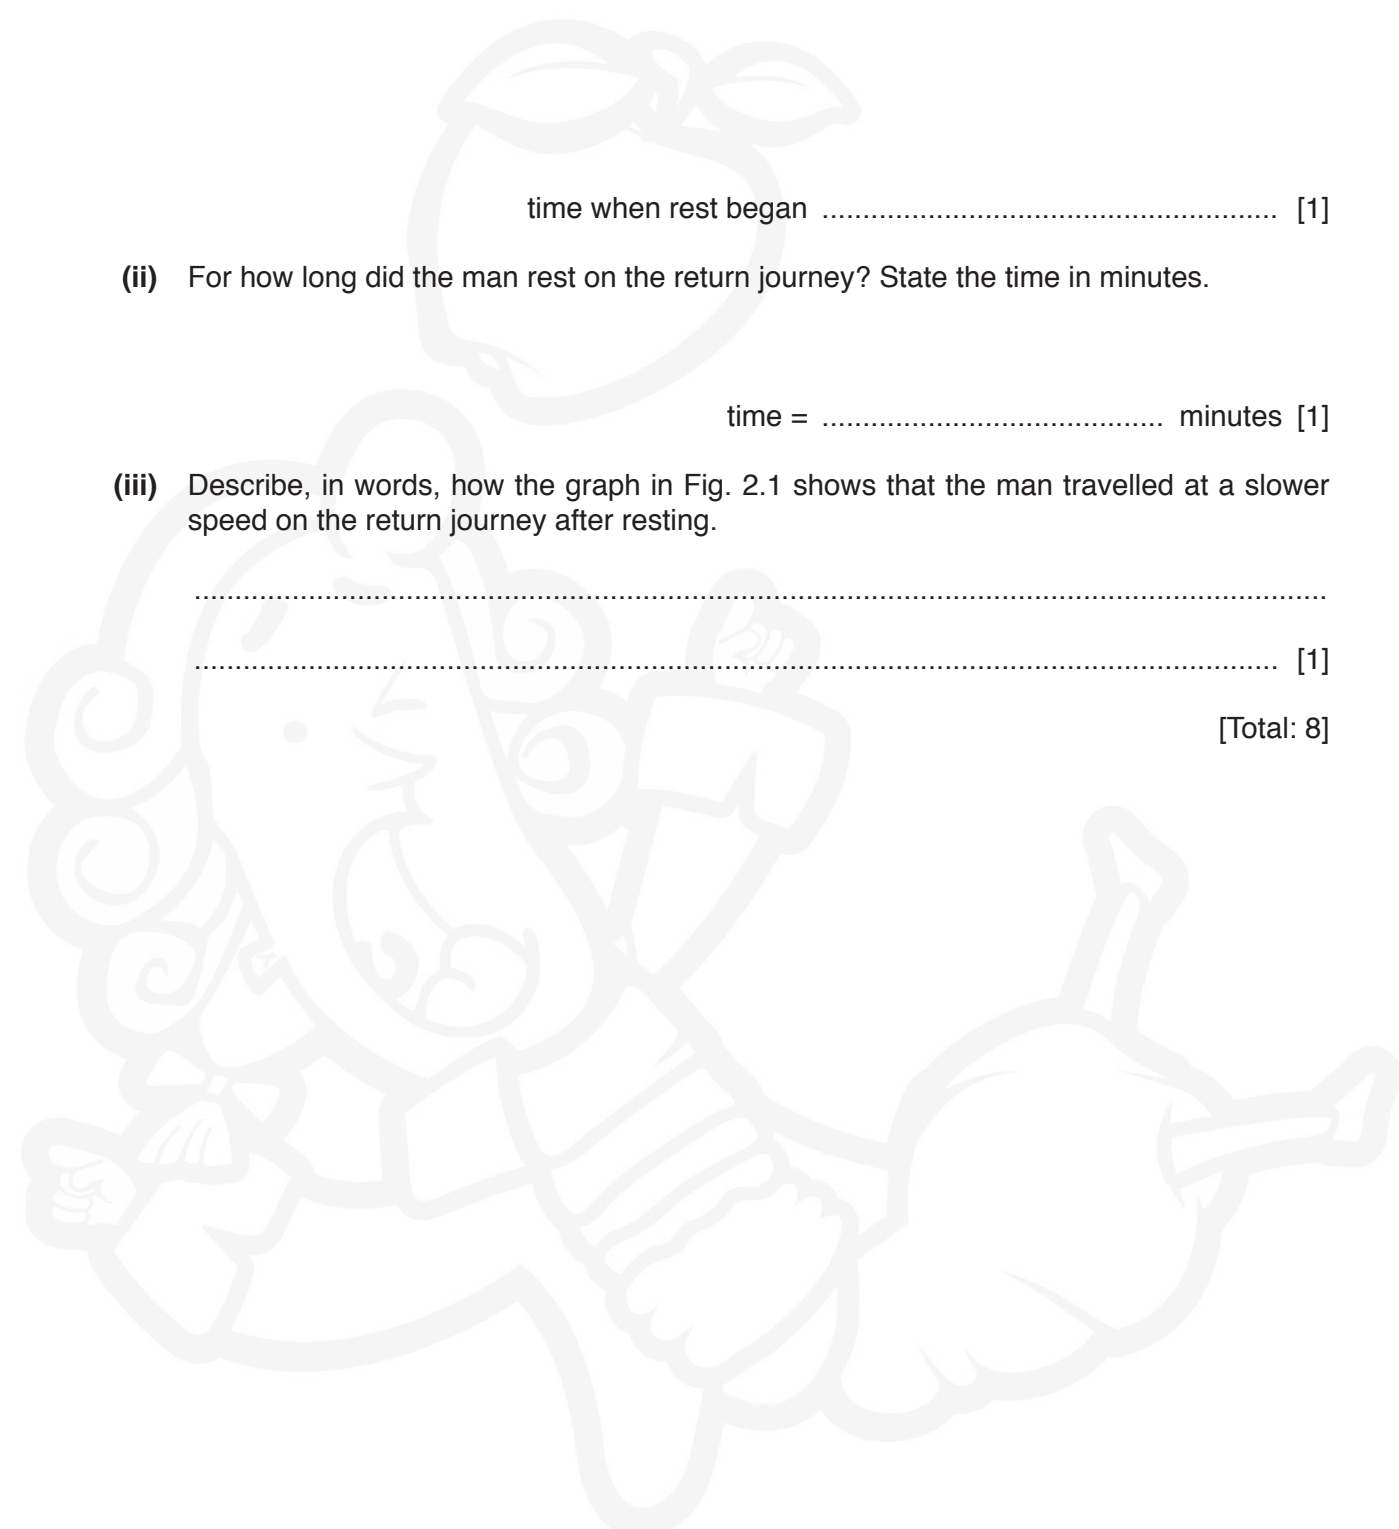 time when rest began ........................................................ [1]
(ii) For how long did the man rest on the return journey? State the time in minutes.
time = .......................................... minutes [1]
(iii) Describe, in words, how the graph in Fig. 2.1 shows that the man travelled at a slower
speed on the return journey after resting.
...........................................................................................................................................
..................................................................................................................................... [1]
[Total: 8]